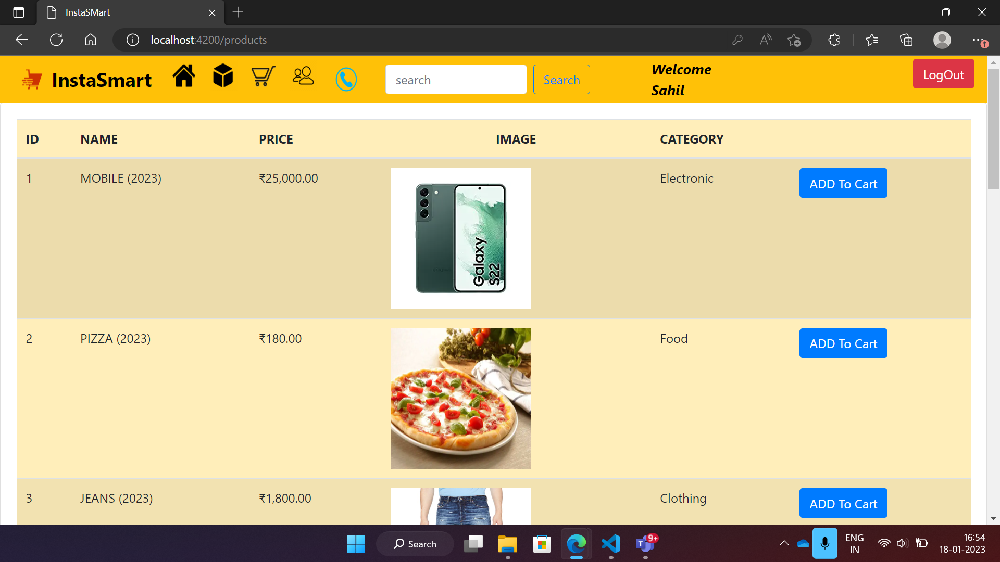 InstaSMart
localhost:4200/products
InstaSmart
search
Search
Welcome
Sahil
LogOut
ID NAME PRICE IMAGE CATEGORY
1 MOBILE (2023) ₹25,000.00 Electronic ADD To Cart
Galaxy
S22
2 PIZZA (2023) ₹180.00 Food ADD To Cart
3 JEANS (2023) ₹1,800.00 Clothing ADD To Cart
Search
T
9+
ENG
IN
16:54
18-01-2023